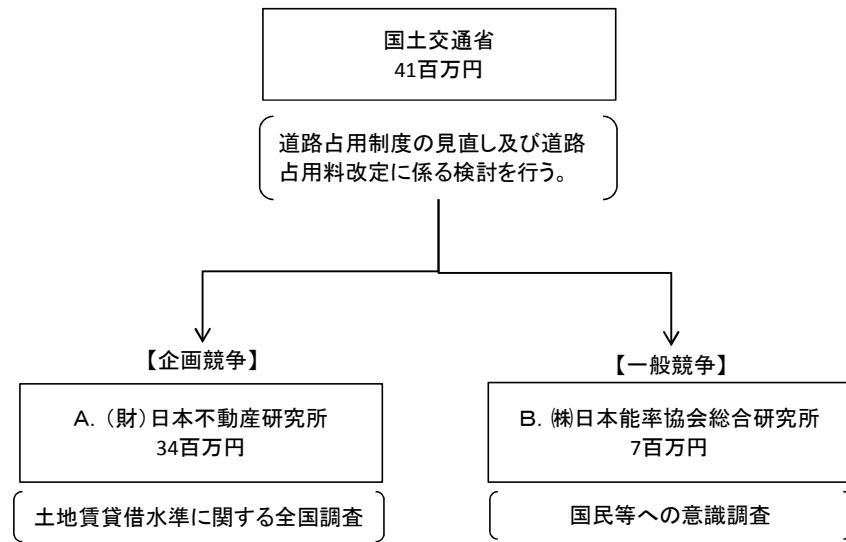 国土交通省
41百万円
道路占用制度の見直し及び道路
占用料改定に係る検討を行う。
【企画競争】
A.（財）日本不動産研究所
34百万円
土地賃貸借水準に関する全国調査
【一般競争】
B. ㈱日本能率協会総合研究所
7百万円
国民等への意識調査